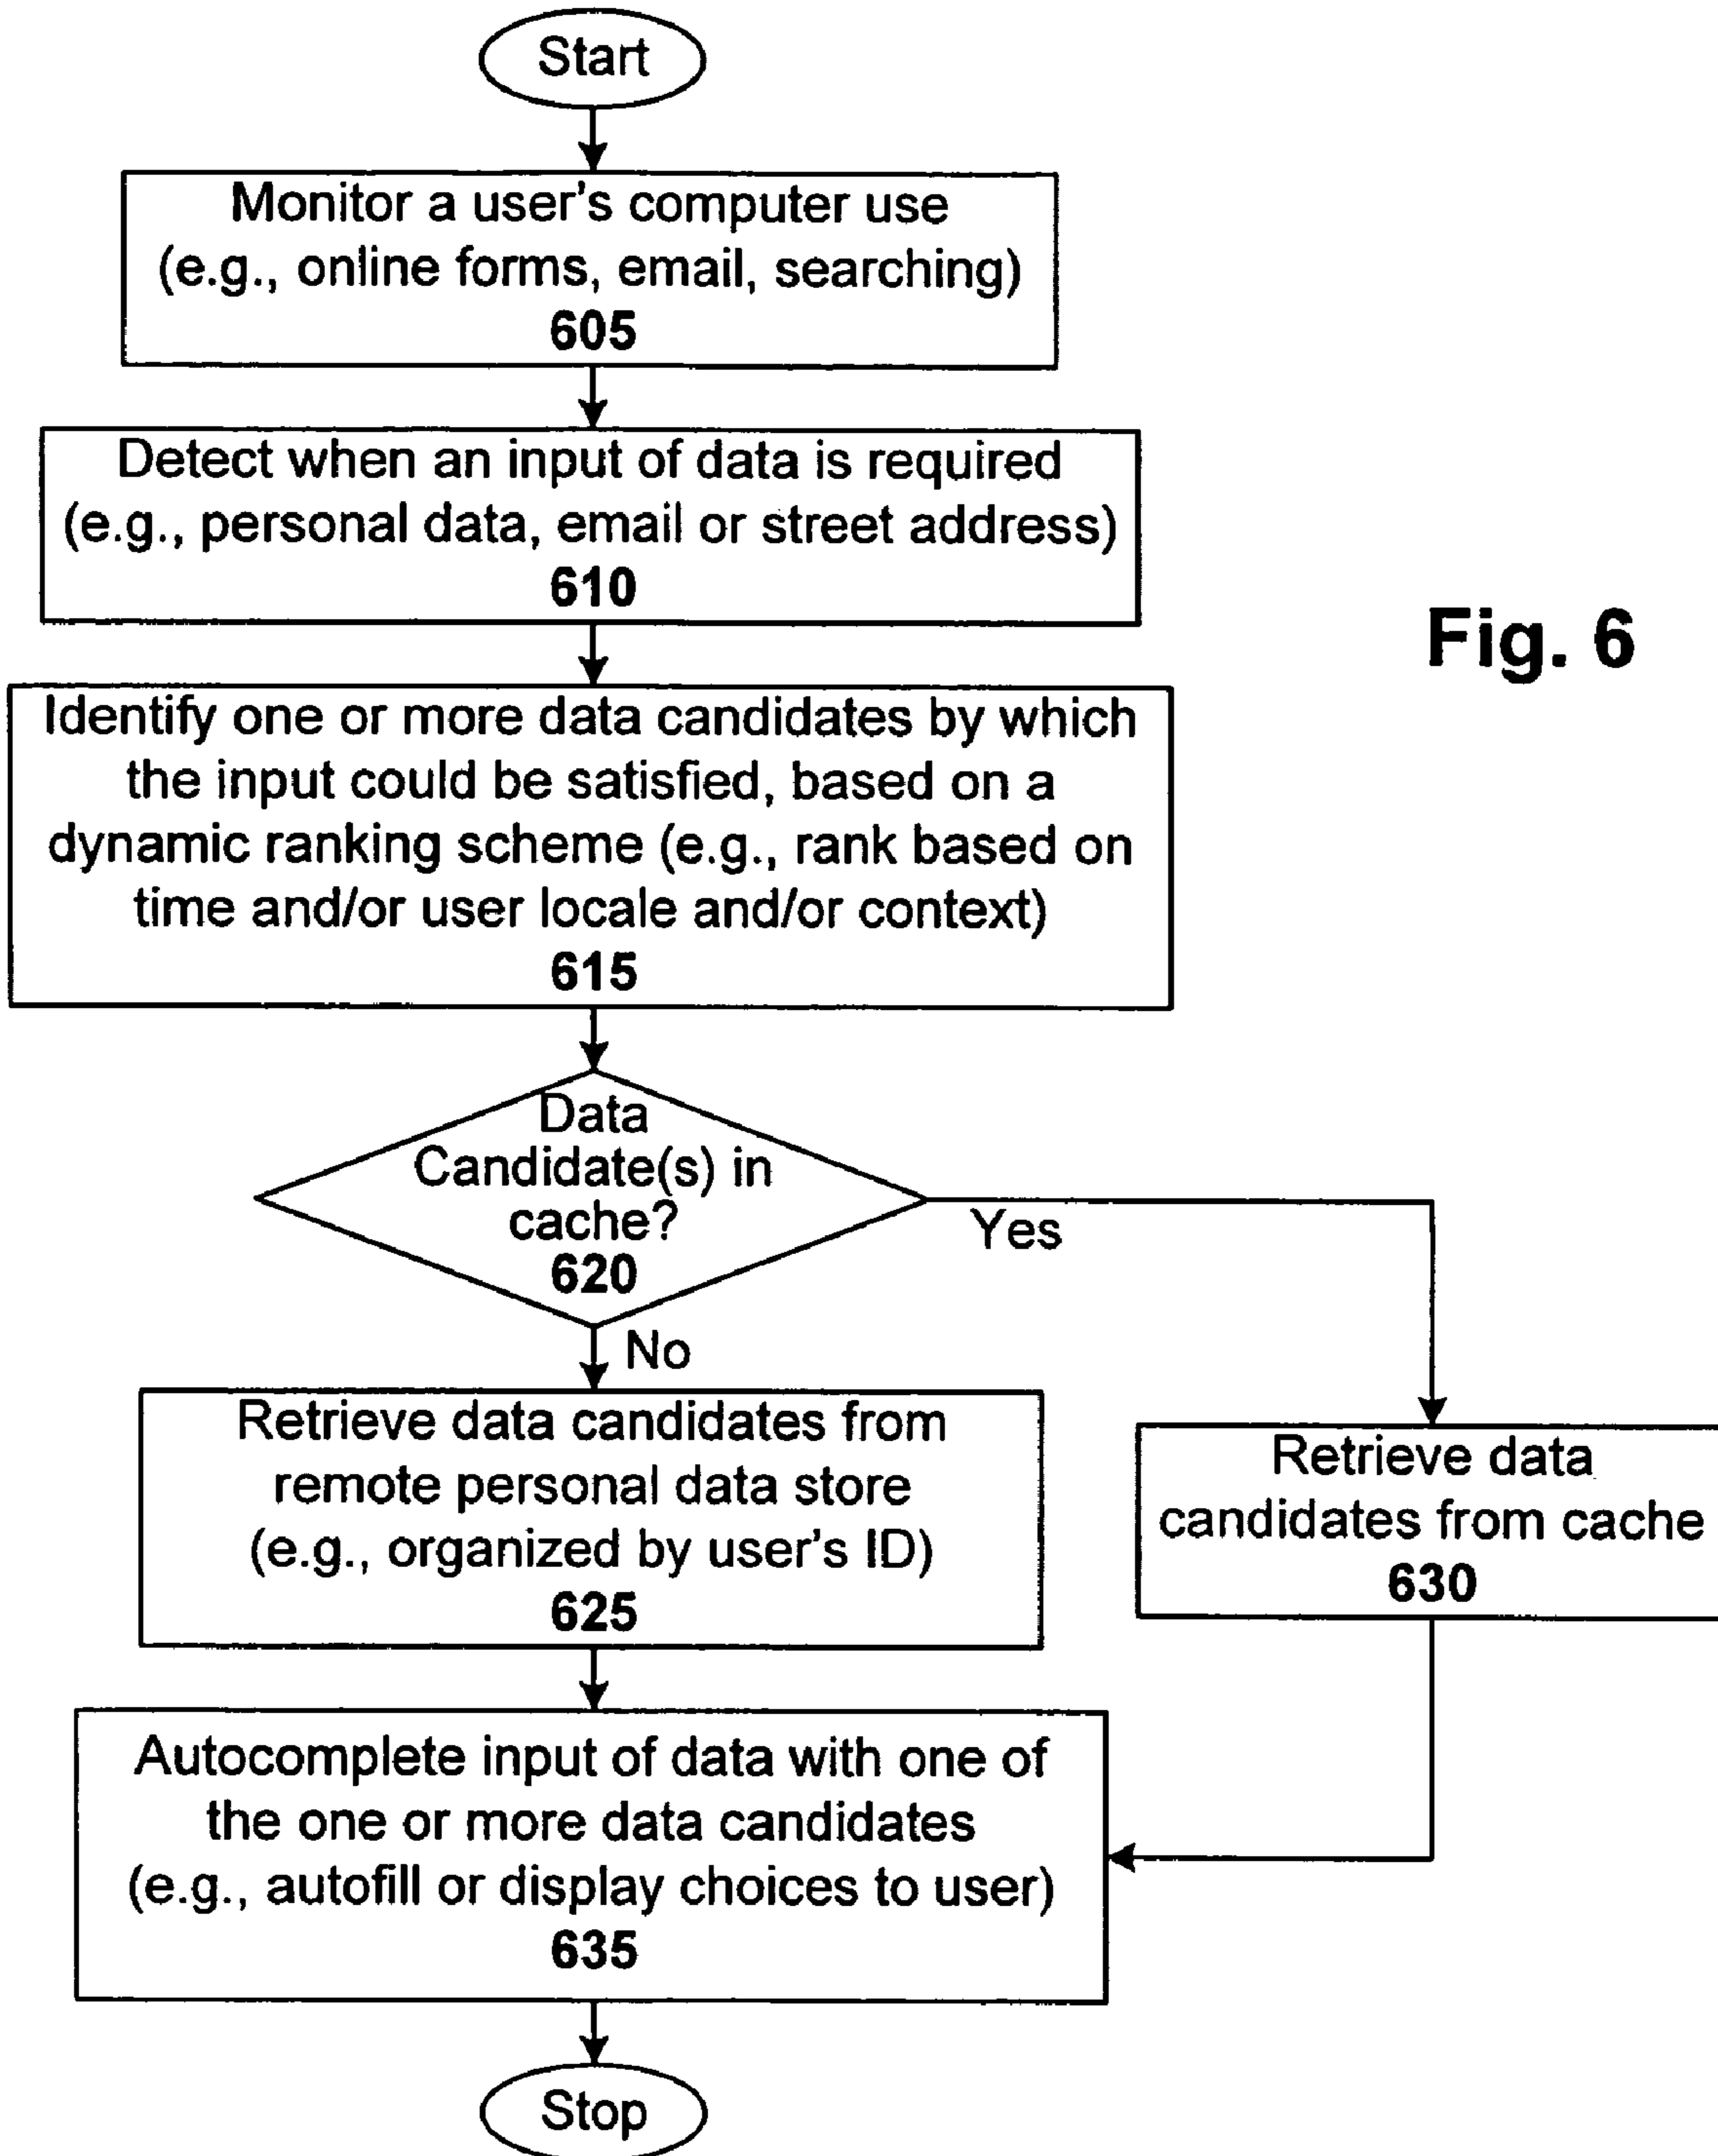 Start
Monitor a user's computer use
(e.g., online forms, email, searching)
605
Detect when an input of data is required
(e.g., personal data, email or street address)
610
Fig. 6
Identify one or more data candidates by which
the input could be satisfied, based on a
dynamic ranking scheme (e.g., rank based on
time and/or user locale and/or context)
615
Data
Candidate(s) in
cache?
620
Yes
No
Retrieve data candidates from
remote personal data store
(e.g., organized by user's ID)
625
Retrieve data
candidates from cache
630
Autocomplete input of data with one of
the one or more data candidates
(e.g., autofill or display choices to user)
635
Stop